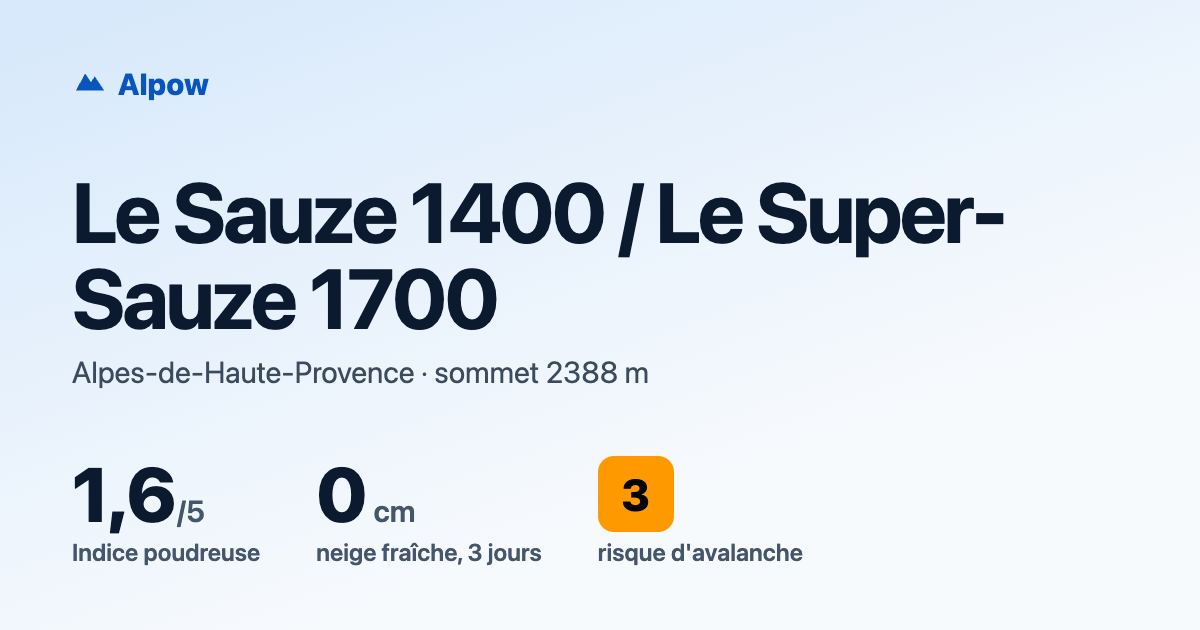 Alpow
Le Sauze 1400 / Le Super-
Sauze 1700
Alpes-de-Haute-Provence · sommet 2388 m
1,6/5
Indice poudreuse
0 cm
neige fraîche, 3 jours
3
risque d'avalanche